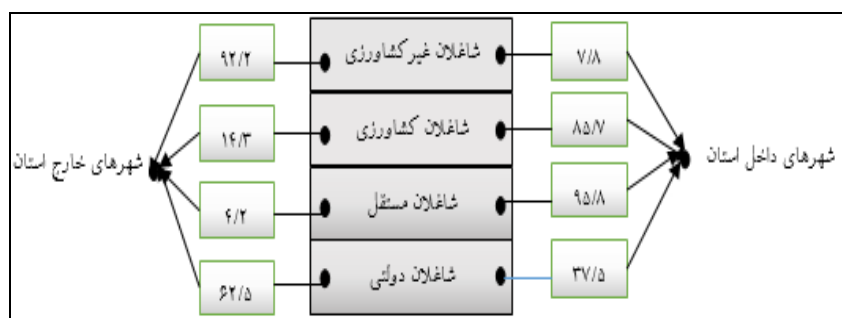 ۷/۸ شاغلان غیرکشاورزی ۹۲/۲
۸۵/۷ شاغلان کشاورزی ۱۴/۳
شهرهای داخل استان
شهرهای خارج استان
۹۵/۸ شاغلان مستقل ۴/۲
۳۷/۵ شاغلان دولتی ۶۲/۵